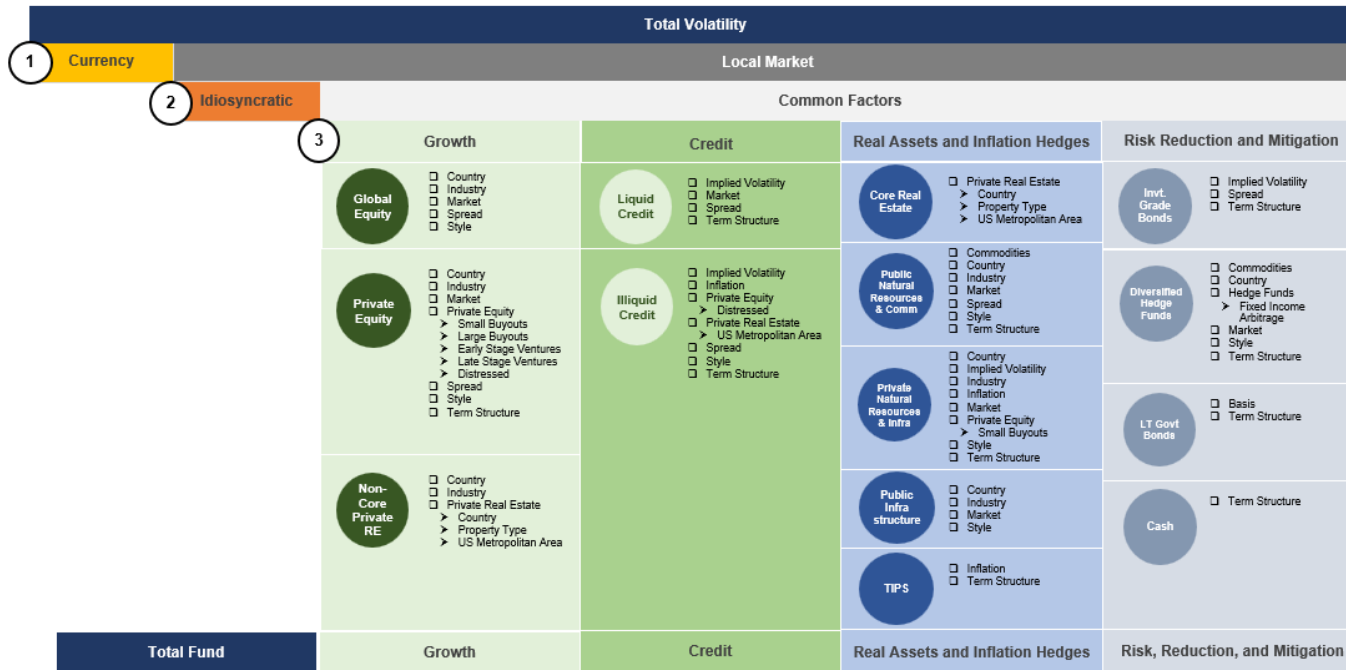 Total Volatility
1
Currency
Local Market
2
Idiosyncratic
Common Factors
3
Growth
Credit
Real Assets and Inflation Hedges
Risk Reduction and Mitigation
Global
Equity
Country
Industry
Market
Spread
Style
Private
Equity
Country
Industry
Market
Private Equity
Small Buyouts
Large Buyouts
Early Stage Ventures
Late Stage Ventures
Distressed
Spread
Style
Term Structure
Non-
Core
Private
RE
Country
Industry
Private Real Estate
Country
Property Type
US Metropolitan Area
Liquid
Credit
Implied Volatility
Market
Spread
Term Structure
Illiquid
Credit
Implied Volatility
Inflation
Private Equity
Distressed
Private Real Estate
US Metropolitan Area
Spread
Style
Term Structure
Core Real
Estate
Private Real Estate
Country
Property Type
US Metropolitan Area
Public
Natural
Resources
& Comm
Commodities
Country
Industry
Market
Spread
Style
Term Structure
Private
Natural
Resources
& Infra
Country
Implied Volatility
Industry
Inflation
Market
Private Equity
Small Buyouts
Style
Term Structure
Public
Infra
structure
Country
Industry
Market
Style
TIPS
Inflation
Term Structure
Invt.
Grade
Bonds
Implied Volatility
Spread
Term Structure
Diversified
Hedge
Funds
Commodities
Country
Hedge Funds
Fixed Income
Arbitrage
Market
Style
Term Structure
LT Govt
Bonds
Basis
Term Structure
Cash
Term Structure
Total Fund
Growth
Credit
Real Assets and Inflation Hedges
Risk, Reduction, and Mitigation